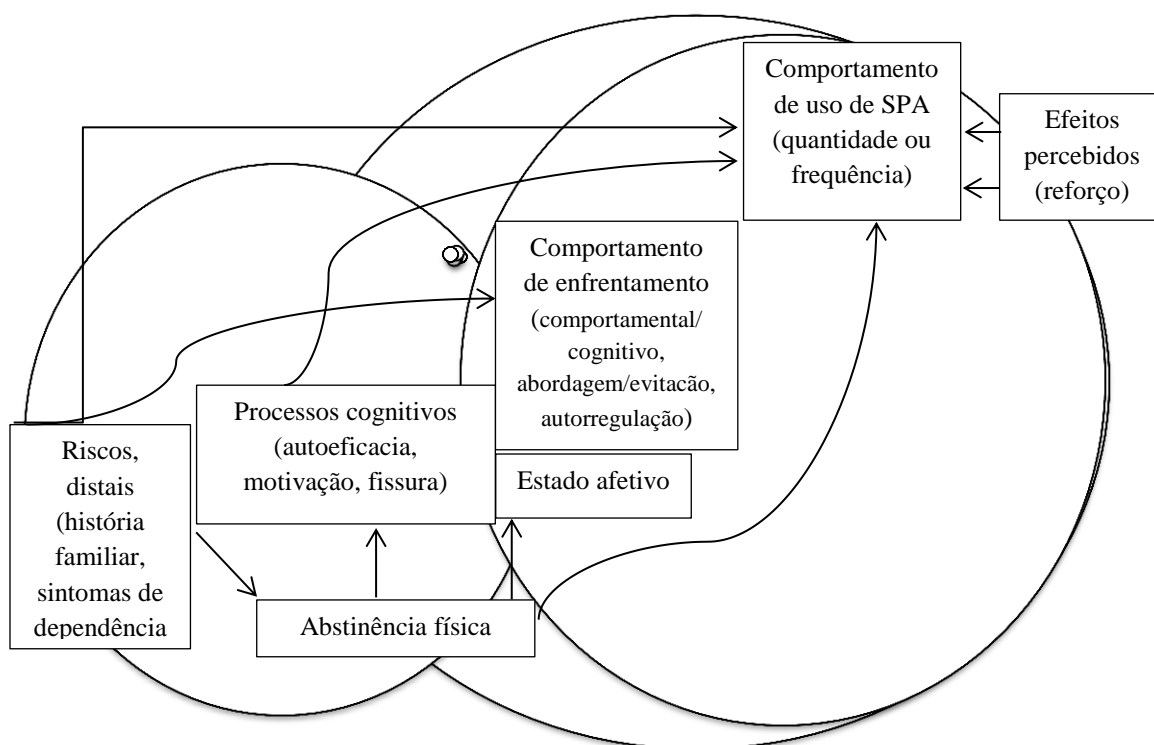 Comportamento
de uso de SPA
(quantidade ou
frequência)
Efeitos
percebidos
(reforço)
Comportamento
de enfrentamento
(comportamental/
cognitivo,
abordagem/evitacão,
autorregulação)
Processos cognitivos
(autoeficacia,
motivação, fissura)
Estado afetivo
Riscos,
distais
(história
familiar,
sintomas de
dependência
Abstinência física